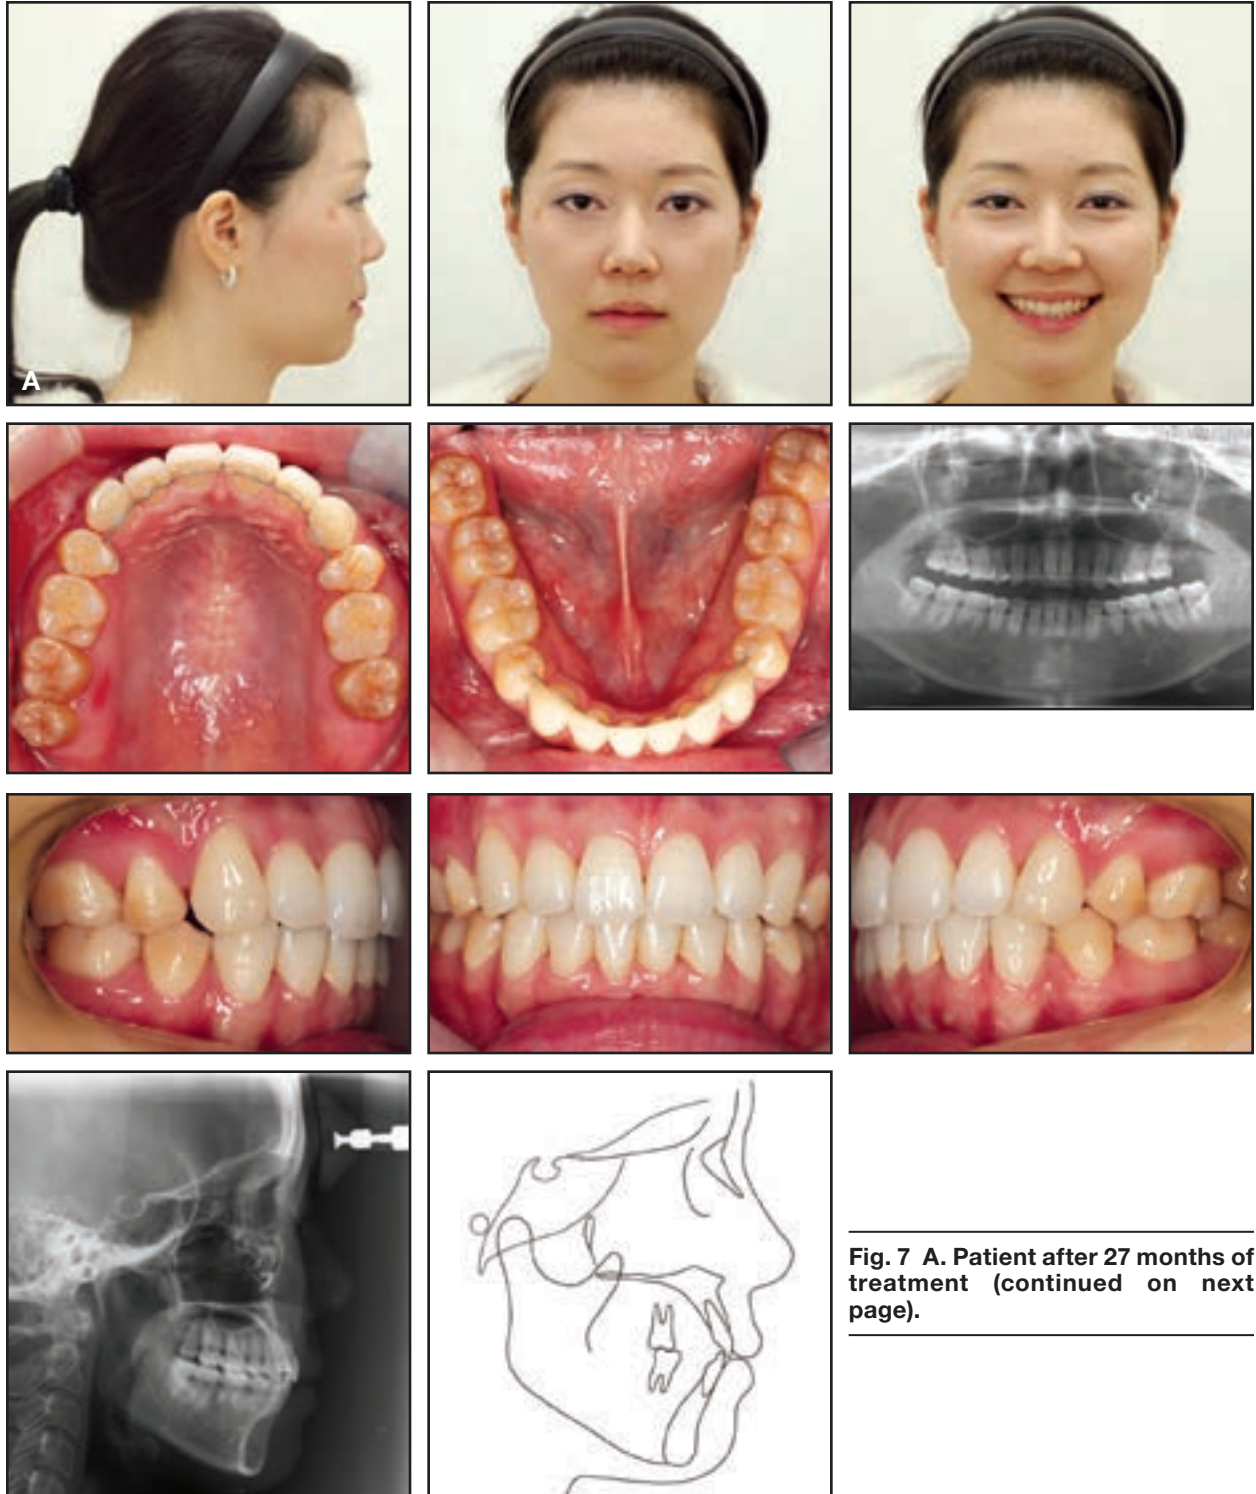 A
Fig. 7 A. Patient after 27 months of
treatment (continued on next
page).